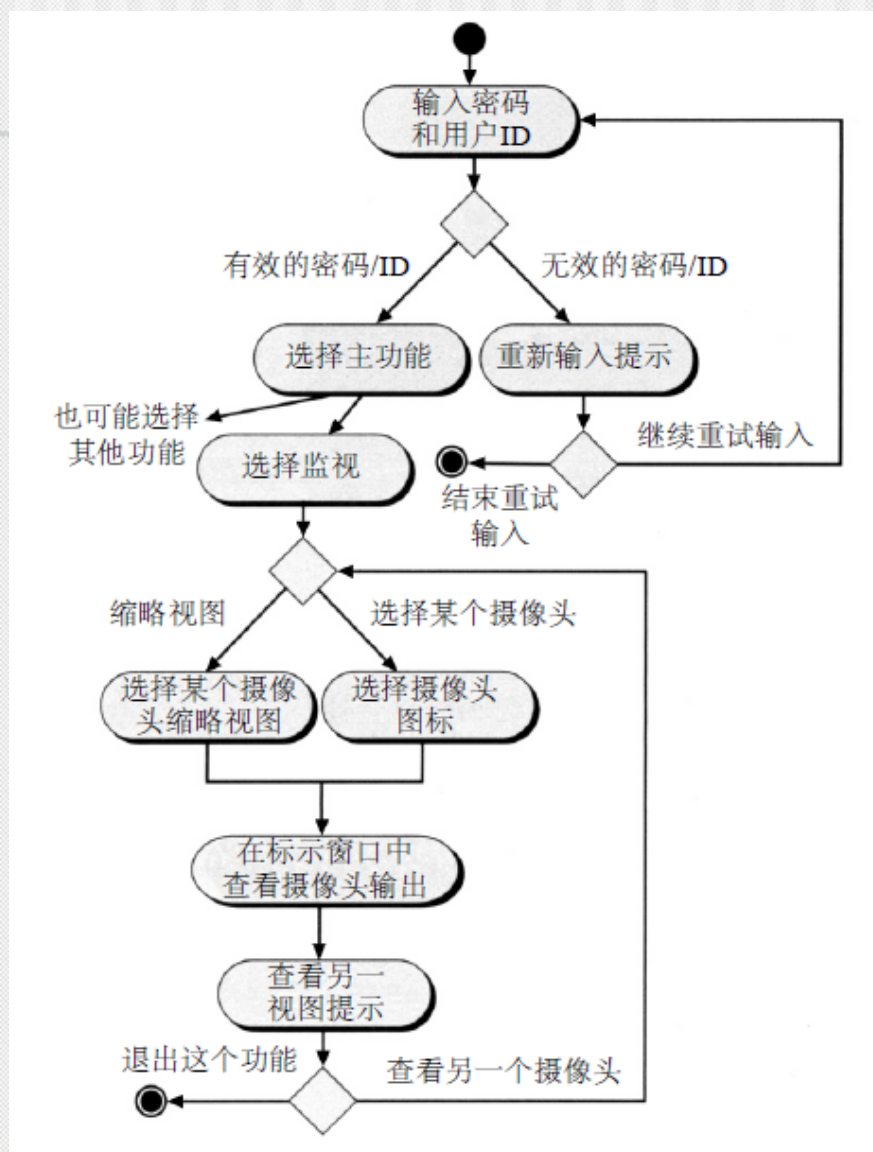 输入密码
和用户ID
有效的密码/ID
无效的密码/ID
选择主功能
重新输入提示
也可能选择
其他功能
选择监视
继续重试输入
结束重试
输入
缩略视图
选择某个摄像头
选择某个摄像
头缩略视图
选择摄像头
图标
在标示窗口中
查看摄像头输出
查看另一
视图提示
退出这个功能
查看另一个摄像头